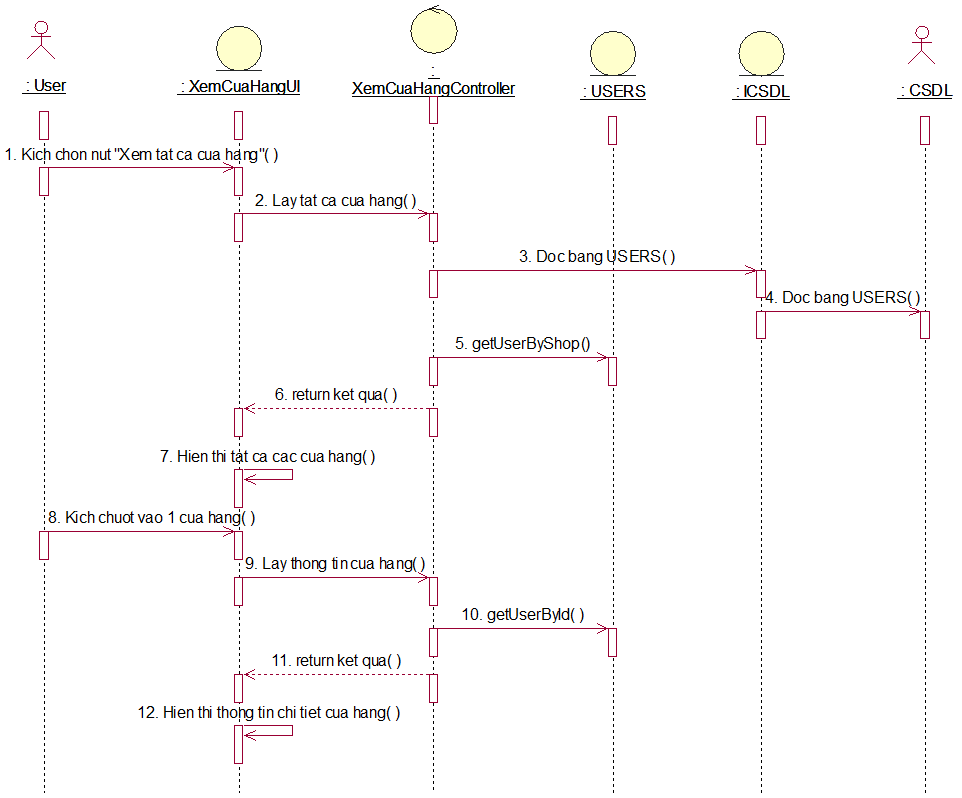 : User
: XemCuaHangUI
:
XemCuaHangController
: USERS
: ICSDL
: CSDL
1. Kich chon nut "Xem tat ca cua hang"( )
2. Lay tat ca cua hang( )
3. Doc bang USERS( )
4. Doc bang USERS( )
5. getUserByShop()
6. return ket qua( )
7. Hien thi tat ca cac cua hang( )
8. Kich chuot vao 1 cua hang( )
9. Lay thong tin cua hang( )
10. getUserById( )
11. return ket qua( )
12. Hien thi thong tin chi tiet cua hang( )